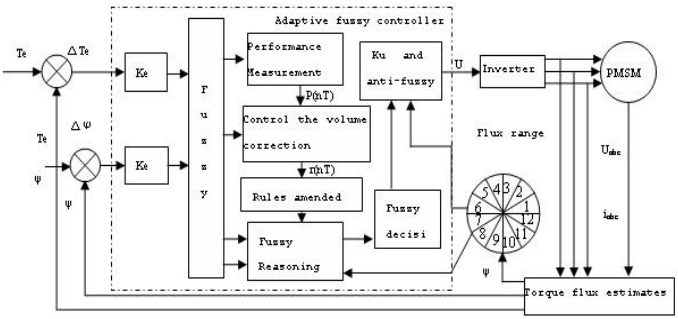 Adaptive fuzzy controller
Te
ΔTe
Ke
Performance
Measurement
Ku and
anti-fuzzy
U
Inverter
PMSM
P(nT)
Fuzzy
Te
Δψ
Control the volume
correction
Flux range
Uabc
ψ
Ke
r(nT)
ψ
Rules amended
Fuzzy
decisi
5 4 3 2
6 1
7 12
8 9 10 11
iabc
Fuzzy
Reasoning
ψ
Torque flux estimates